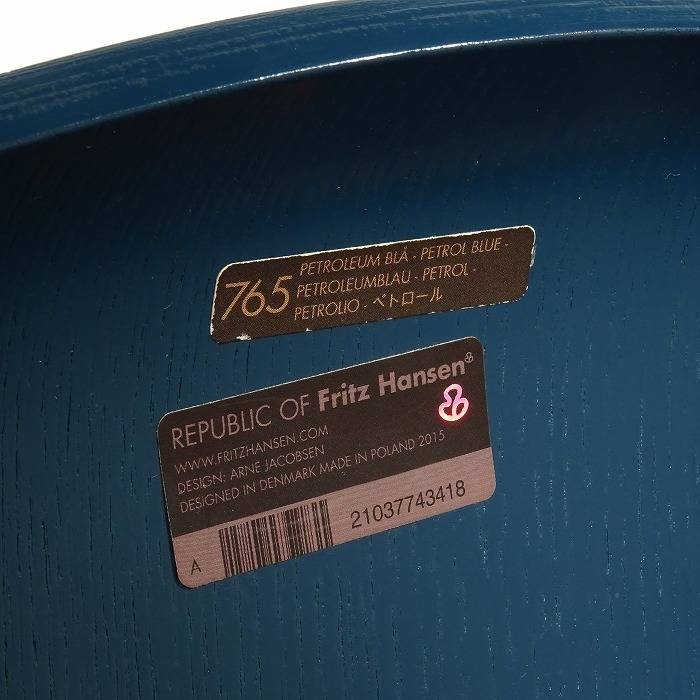 765
PETROLEUM BLÅ - PETROL BLUE -
PETROLEUMBLAU - PETROL -
PETROLIO - ペトロール
REPUBLIC OF Fritz Hansen
WWW.FRITZHANSEN.COM
DESIGN: ARNE JACOBSEN
DESIGNED IN DENMARK MADE IN POLAND 2015
A
21037743418